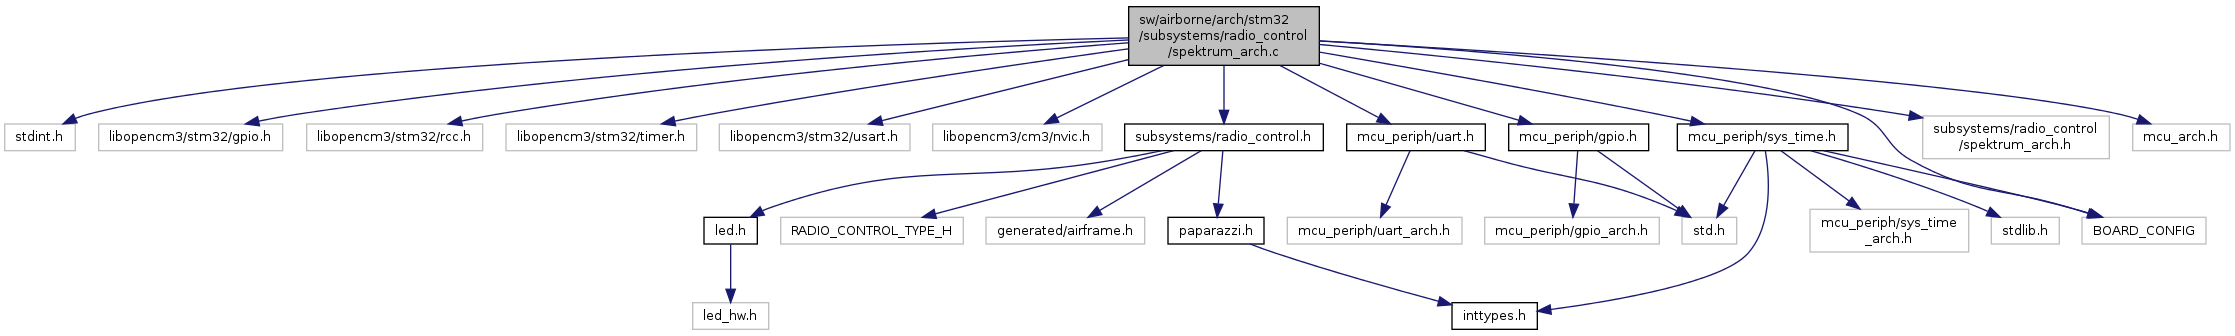 sw/airborne/arch/stm32
/subsystems/radio_control
/spektrum_arch.c
stdint.h
libopencm3/stm32/gpio.h
libopencm3/stm32/rcc.h
libopencm3/stm32/timer.h
libopencm3/stm32/usart.h
libopencm3/cm3/nvic.h
subsystems/radio_control.h
mcu_periph/uart.h
mcu_periph/gpio.h
mcu_periph/sys_time.h
subsystems/radio_control
/spektrum_arch.h
mcu_arch.h
led.h
RADIO_CONTROL_TYPE_H
generated/airframe.h
paparazzi.h
mcu_periph/uart_arch.h
mcu_periph/gpio_arch.h
std.h
mcu_periph/sys_time
_arch.h
stdlib.h
BOARD_CONFIG
led_hw.h
inttypes.h